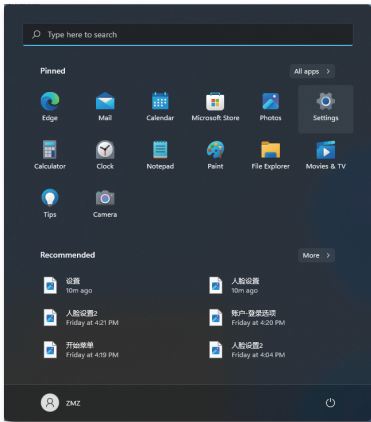 Type here to search
Pinned
All apps >
Edge
Mail
Calendar
Microsoft Store
Photos
Settings
Calculator
Clock
Notepad
Paint
File Explorer
Movies & TV
Tips
Camera
Recommended
More >
设置
10m ago
人脸设置
10m ago
人脸设置2
Friday at 4:21 PM
账户-登录选项
Friday at 4:20 PM
开始菜单
Friday at 4:19 PM
人脸设置2
Friday at 4:04 PM
ZMZ